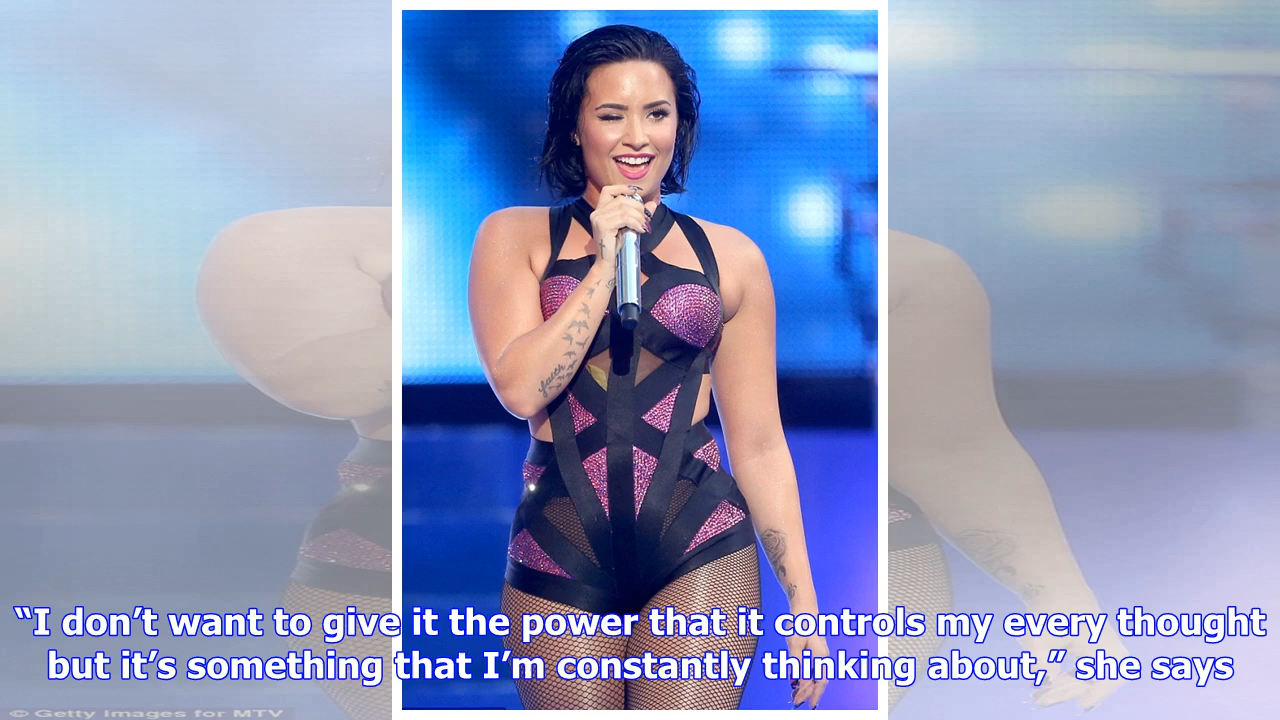 faith
“I don’t want to give it the power that it controls my every thought
but it’s something that I’m constantly thinking about,” she says
© Getty Images for MTV